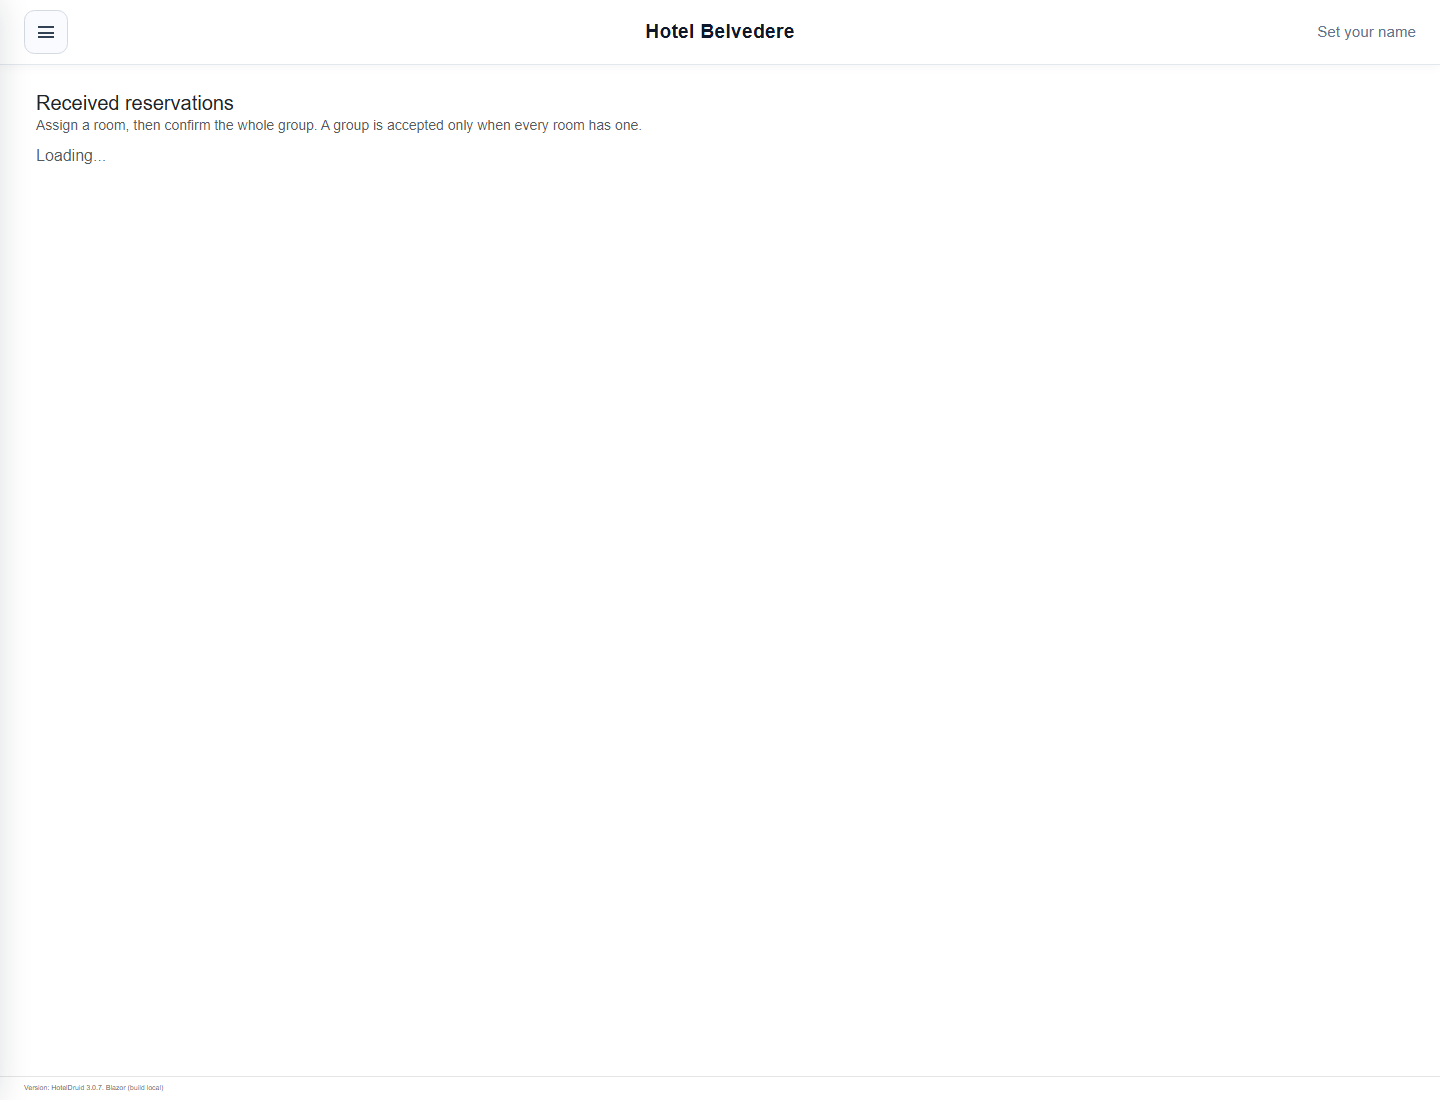 Hotel Belvedere
Set your name
Received reservations
Assign a room, then confirm the whole group. A group is accepted only when every room has one.
Loading...
Version: HotelDruid 3.0.7. Blazor (build local)